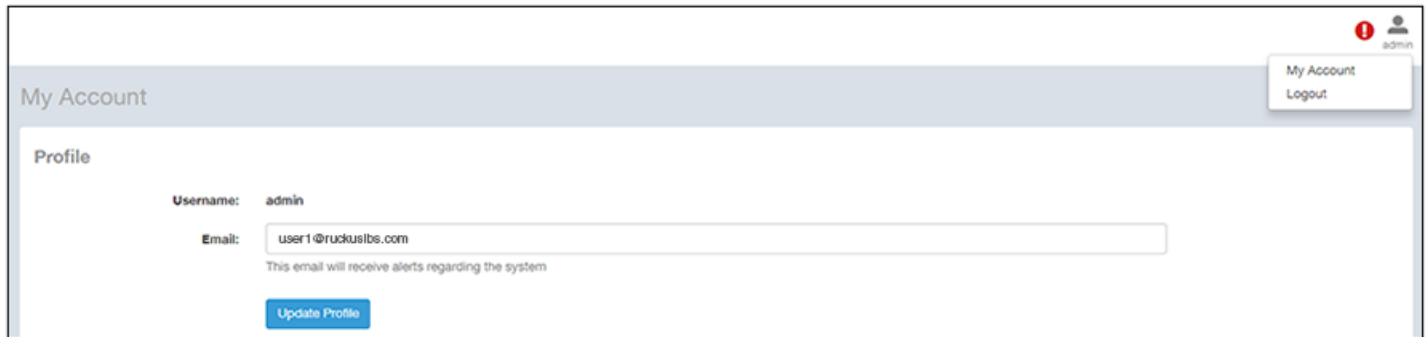 admin
My Account
Logout
My Account
Profile
Username: admin
Email: user1@ruckuslbs.com
This email will receive alerts regarding the system
Update Profile